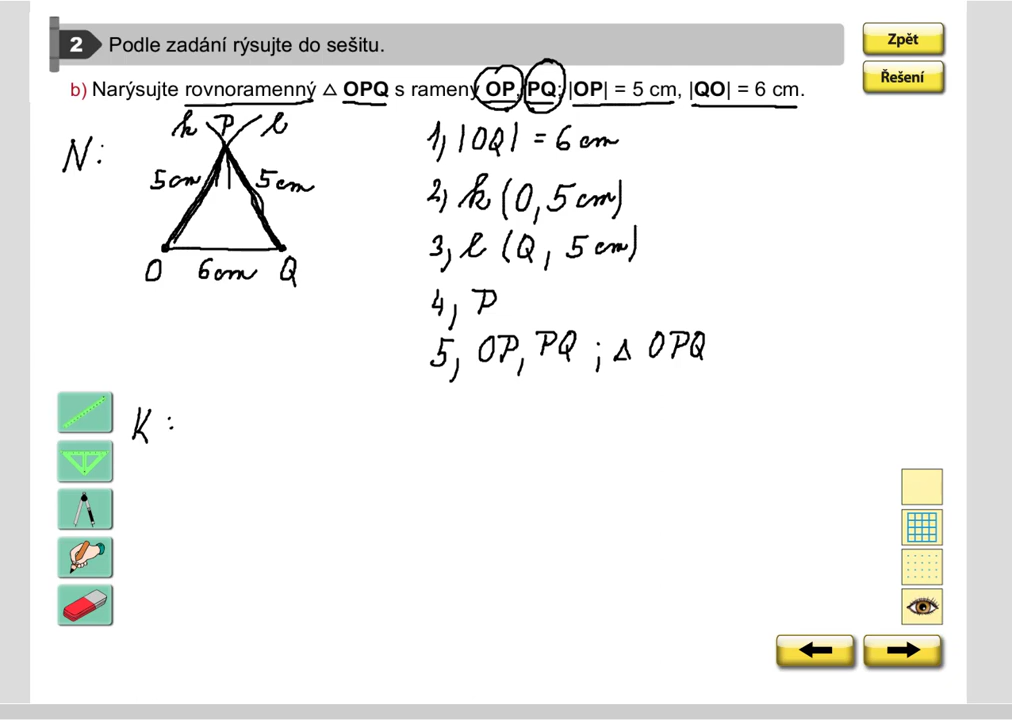 2 Podle zadání rýsujte do sešitu.
Zpět
Řešení
b) Narýsujte rovnoramenný △ OPQ s rameny OP, PQ; |OP| = 5 cm, |QO| = 6 cm.
N:
k P l
5cm 5cm
O 6cm Q
1, |OQ| = 6 cm
2, k (O, 5 cm)
3, l (Q, 5 cm)
4, P
5, OP, PQ ; △ OPQ
K: